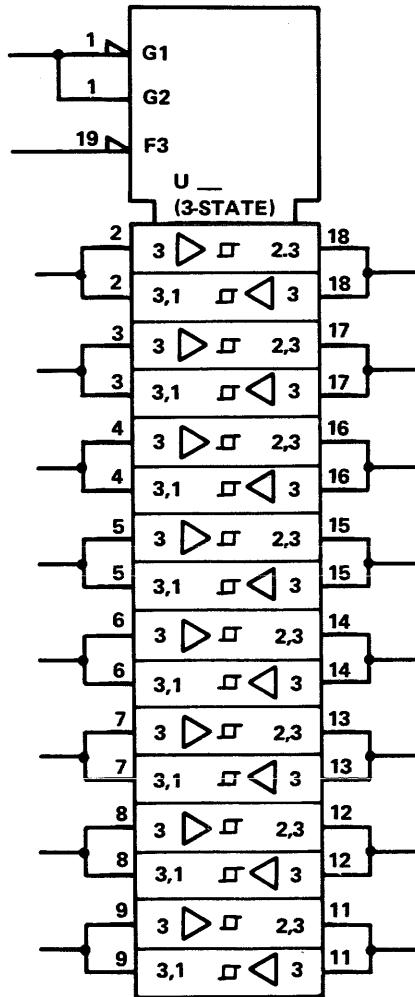 1 G1
1 G2
19 F3
U __
(3-STATE)
2 3 2.3 18
2 3,1 3 18
3 3 2,3 17
3 3,1 3 17
4 3 2,3 16
4 3,1 3 16
5 3 2,3 15
5 3,1 3 15
6 3 2,3 14
6 3,1 3 14
7 3 2,3 13
7 3,1 3 13
8 3 2,3 12
8 3,1 3 12
9 3 2,3 11
9 3,1 3 11